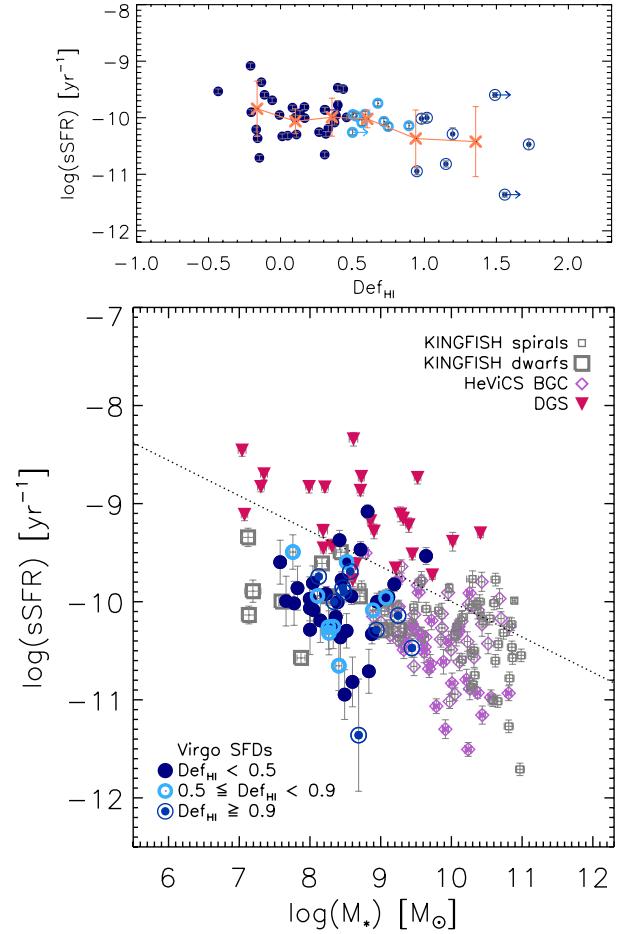 −8
−9
−10
−11
−12
log(sSFR) [yr⁻¹]
−1.0 −0.5 0.0 0.5 1.0 1.5 2.0
Def_HI
−7
−8
−9
−10
−11
−12
log(sSFR) [yr⁻¹]
KINGFISH spirals
KINGFISH dwarfs
HeViCS BGC
DGS
Virgo SFDs
Def_HI < 0.5
0.5 ≤ Def_HI < 0.9
Def_HI ≥ 0.9
6 7 8 9 10 11 12
log(M_*) [M_⊙]